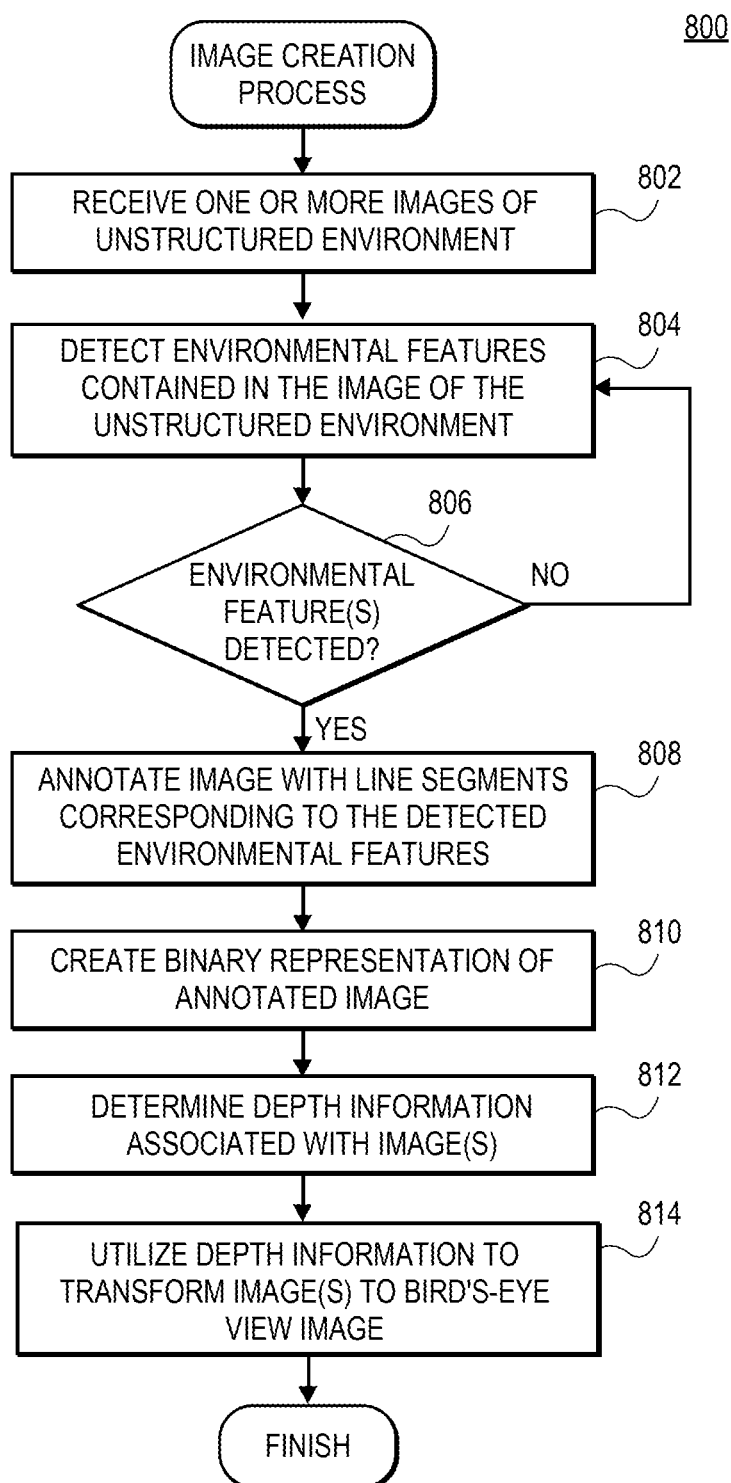 800
IMAGE CREATION
PROCESS
802
RECEIVE ONE OR MORE IMAGES OF
UNSTRUCTURED ENVIRONMENT
804
DETECT ENVIRONMENTAL FEATURES
CONTAINED IN THE IMAGE OF THE
UNSTRUCTURED ENVIRONMENT
806
ENVIRONMENTAL
FEATURE(S)
DETECTED?
NO
YES
808
ANNOTATE IMAGE WITH LINE SEGMENTS
CORRESPONDING TO THE DETECTED
ENVIRONMENTAL FEATURES
810
CREATE BINARY REPRESENTATION OF
ANNOTATED IMAGE
812
DETERMINE DEPTH INFORMATION
ASSOCIATED WITH IMAGE(S)
814
UTILIZE DEPTH INFORMATION TO
TRANSFORM IMAGE(S) TO BIRD'S-EYE
VIEW IMAGE
FINISH